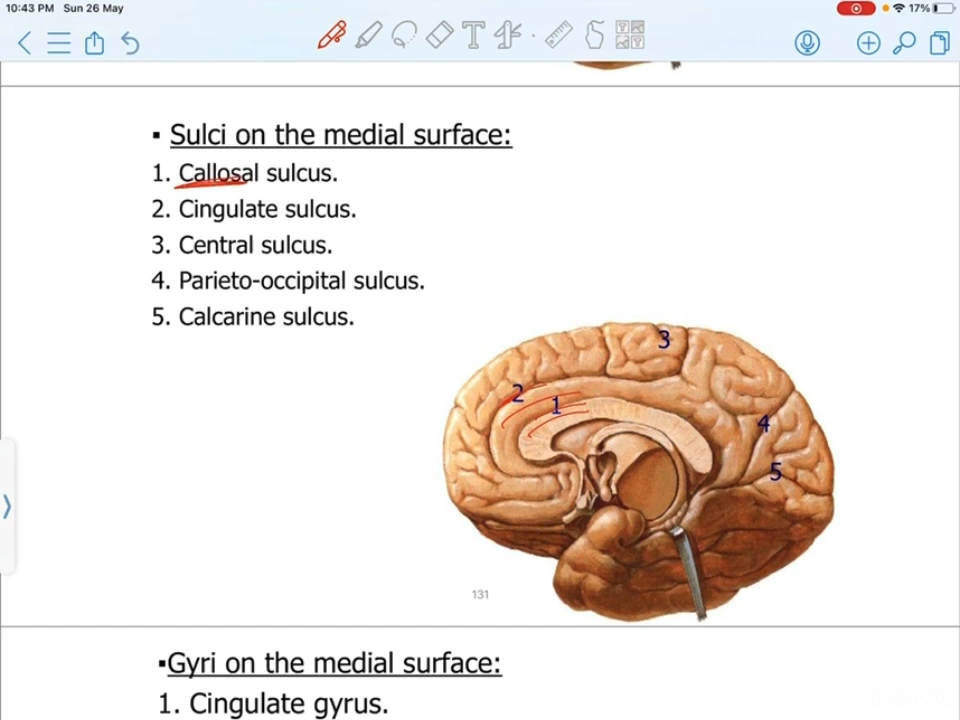 10:43 PM Sun 26 May
17%
▪ Sulci on the medial surface:
1. Callosal sulcus.
2. Cingulate sulcus.
3. Central sulcus.
4. Parieto-occipital sulcus.
5. Calcarine sulcus.
3
2
1
4
5
131
▪Gyri on the medial surface:
1. Cingulate gyrus.